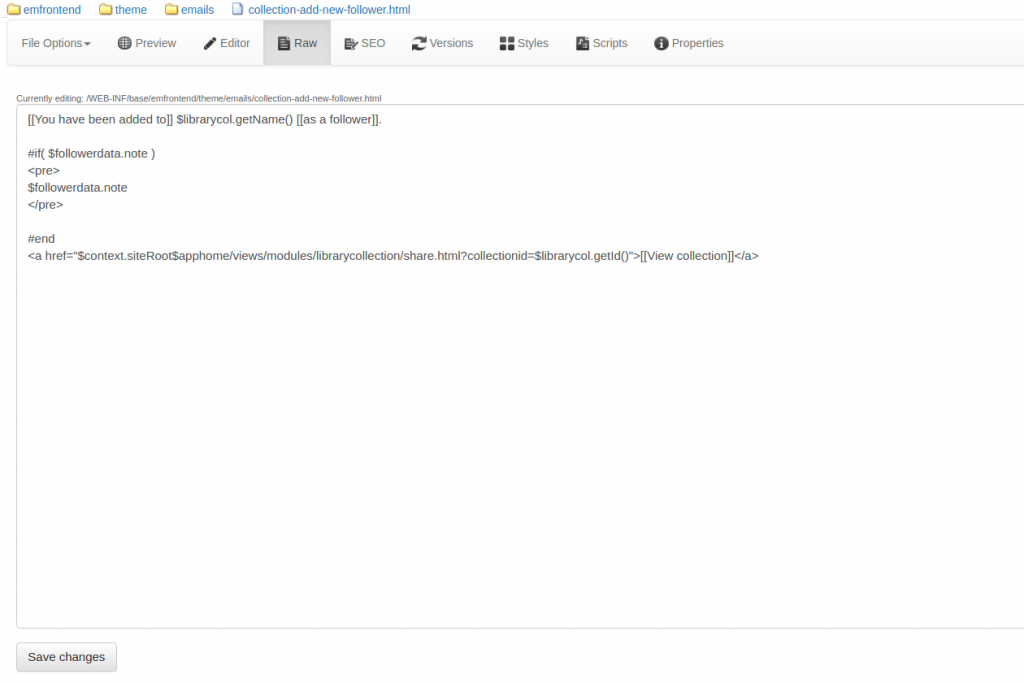 emfrontend theme emails collection-add-new-follower.html
File Options Preview Editor Raw SEO Versions Styles Scripts Properties
Currently editing: /WEB-INF/base/emfrontend/theme/emails/collection-add-new-follower.html
[[You have been added to]] $librarycol.getName() [[as a follower]].
#if( $followerdata.note )
<pre>
$followerdata.note
</pre>
#end
<a href="$context.siteRoot$apphome/views/modules/librarycollection/share.html?collectionid=$librarycol.getId()">[[View collection]]</a>
Save changes